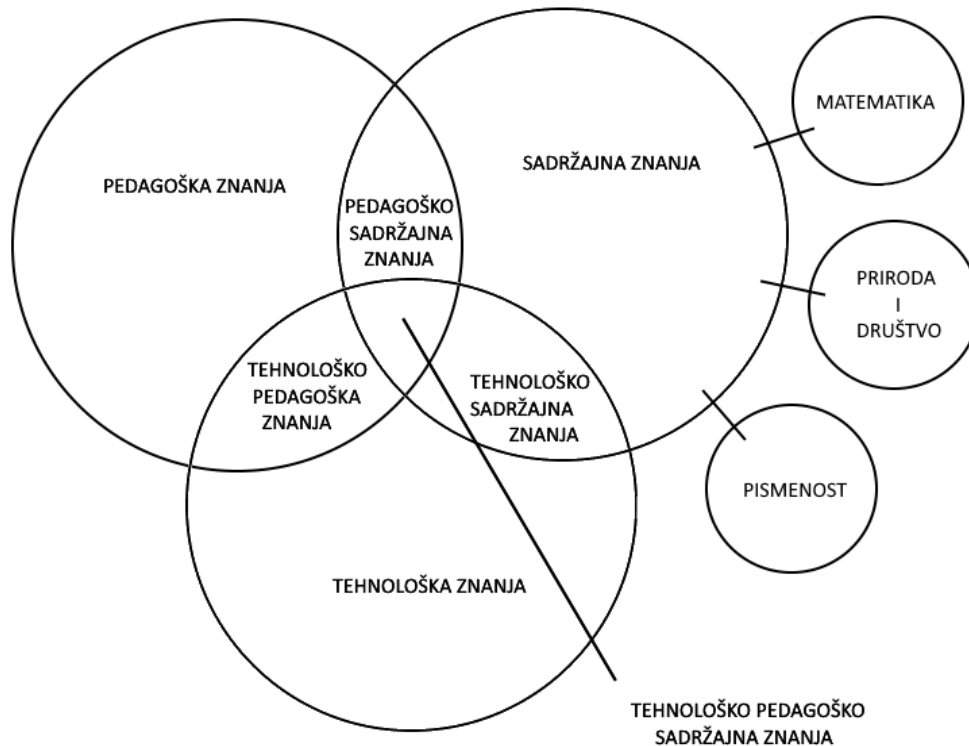 PEDAGOŠKA ZNANJA
SADRŽAJNA ZNANJA
PEDAGOŠKO
SADRŽAJNA
ZNANJA
TEHNOLOŠKO
PEDAGOŠKA
ZNANJA
TEHNOLOŠKO
SADRŽAJNA
ZNANJA
TEHNOLOŠKA ZNANJA
TEHNOLOŠKO PEDAGOŠKO
SADRŽAJNA ZNANJA
MATEMATIKA
PRIRODA
I
DRUŠTVO
PISMENOST